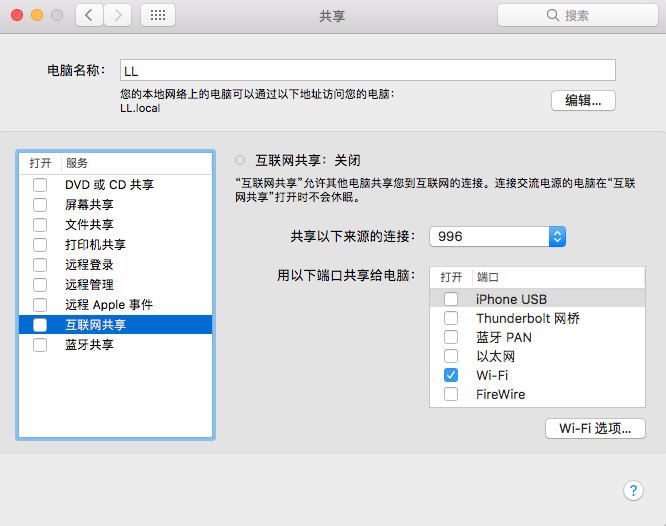 共享
搜索
电脑名称： LL
您的本地网络上的电脑可以通过以下地址访问您的电脑：
LL.local
编辑...
打开 服务
DVD 或 CD 共享
屏幕共享
文件共享
打印机共享
远程登录
远程管理
远程 Apple 事件
互联网共享
蓝牙共享
互联网共享：关闭
“互联网共享”允许其他电脑共享您到互联网的连接。连接交流电源的电脑在“互联
网共享”打开时不会休眠。
共享以下来源的连接： 996
用以下端口共享给电脑：
打开 端口
iPhone USB
Thunderbolt 网桥
蓝牙 PAN
以太网
Wi-Fi
FireWire
Wi-Fi 选项...
?